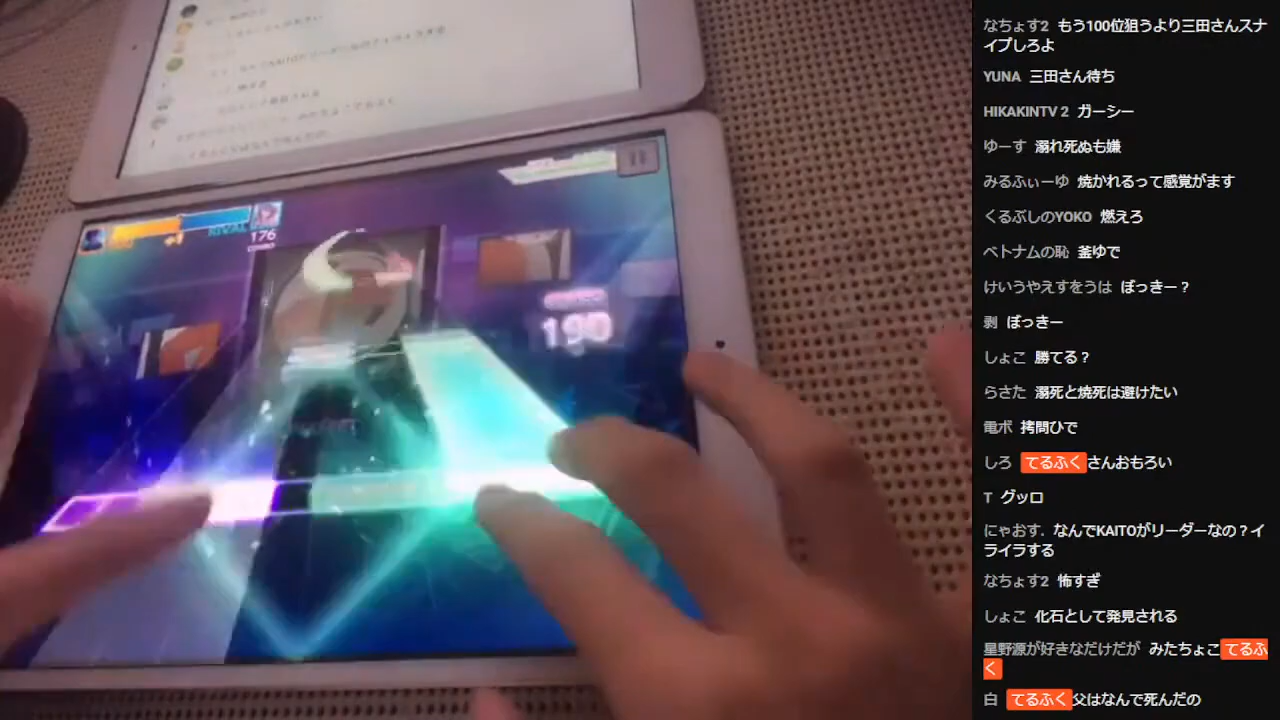 RIVAL
176
COMBO
190
なちょす2 もう100位狙うより三田さんスナ
イプしろよ
YUNA 三田さん待ち
HIKAKINTV 2 ガーシー
ゆーす 溺れ死ぬも嫌
みるふぃーゆ 焼かれるって感覚がます
くるぶしのYOKO 燃えろ
ベトナムの恥 釜ゆで
けいうやえすをうは ぼっきー？
剥 ぼっきー
しょこ 勝てる？
らさた 溺死と焼死は避けたい
電ボ 拷問ひで
しろ てるふくさんおもろい
T グッロ
にゃおす. なんでKAITOがリーダーなの？イ
ライラする
なちょす2 怖すぎ
しょこ 化石として発見される
星野源が好きなだけだが みたちょこてるふ
く
白 てるふく父はなんで死んだの